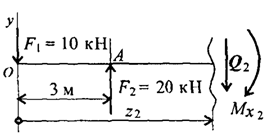 y
F₁ = 10 кН
A
Q₂
O
3 м
F₂ = 20 кН
Mx₂
z₂